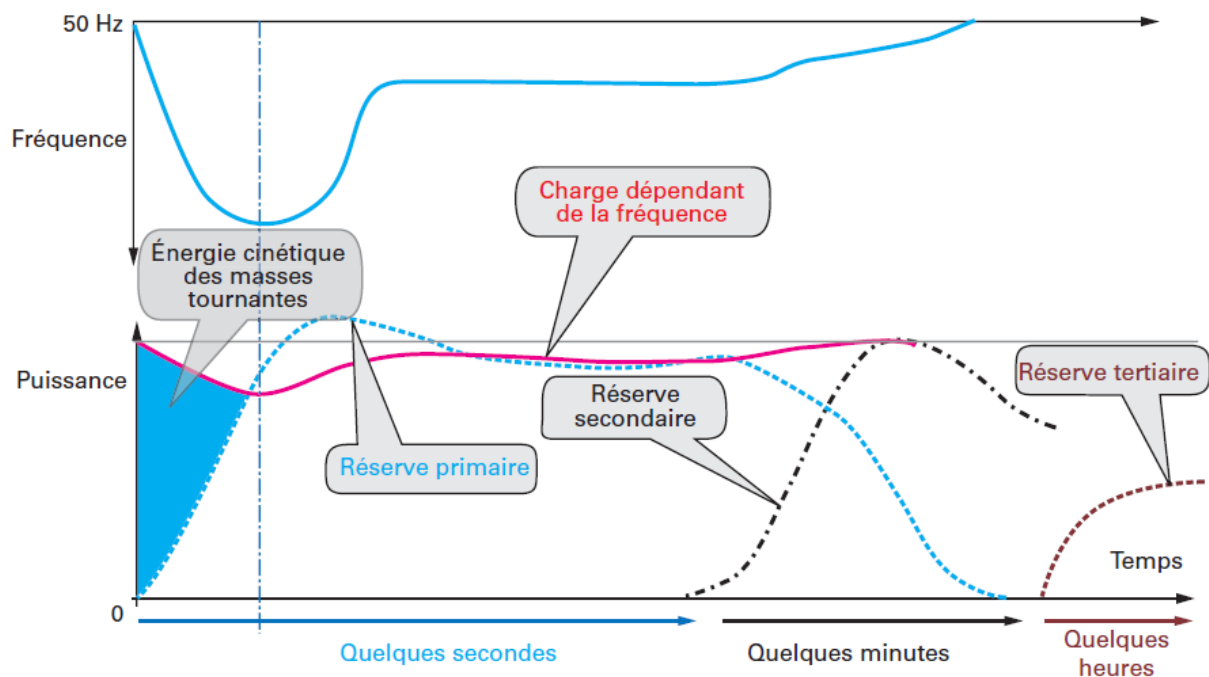 50 Hz
Fréquence
Charge dépendant
de la fréquence
Énergie cinétique
des masses
tournantes
Puissance
Réserve tertiaire
Réserve
secondaire
Réserve primaire
Temps
0
Quelques secondes
Quelques minutes
Quelques
heures